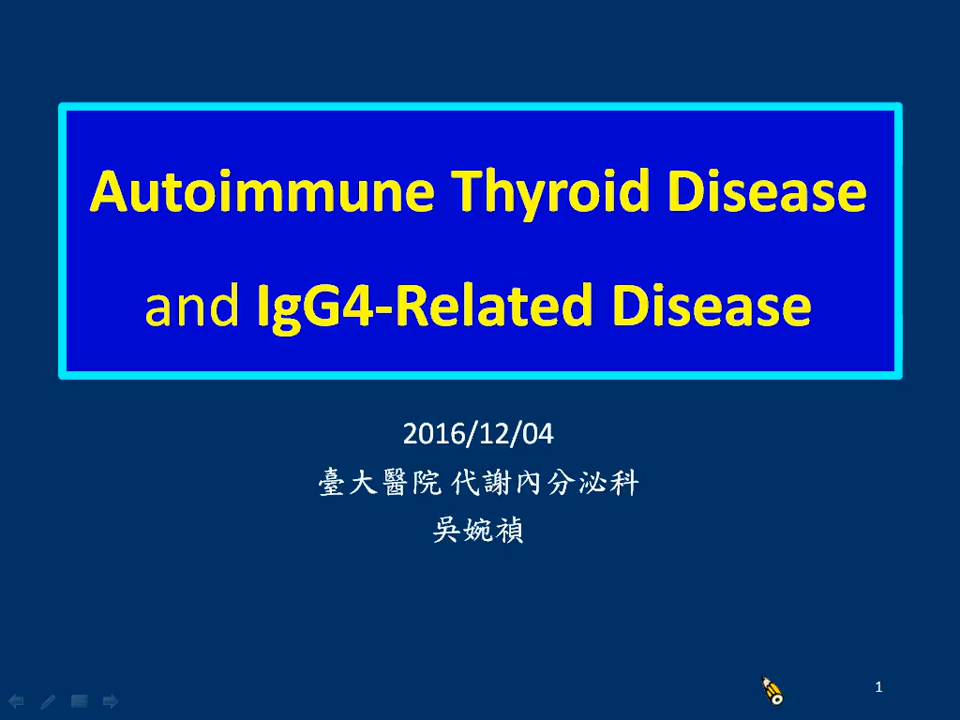 Autoimmune Thyroid Disease
and IgG4-Related Disease
2016/12/04
臺大醫院 代謝內分泌科
吳婉禎
1